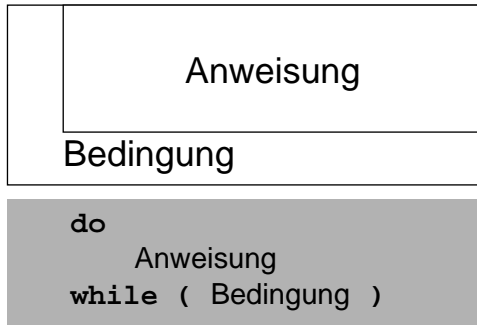 Anweisung
Bedingung
do
Anweisung
while ( Bedingung )